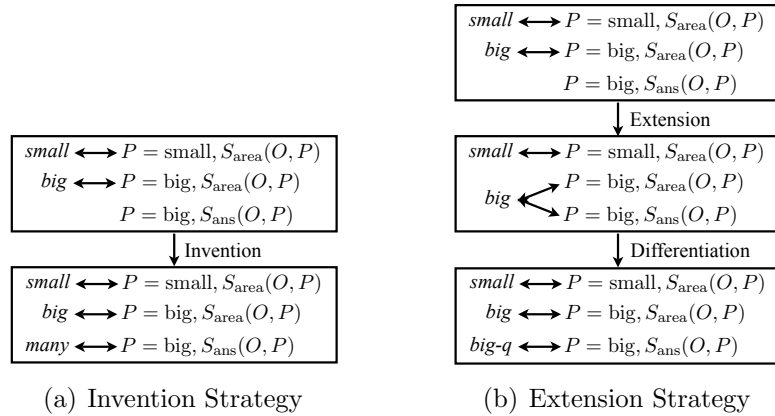 small P = small, S_area(O, P)
big P = big, S_area(O, P)
P = big, S_ans(O, P)
Invention
small P = small, S_area(O, P)
big P = big, S_area(O, P)
many P = big, S_ans(O, P)
(a) Invention Strategy
small P = small, S_area(O, P)
big P = big, S_area(O, P)
P = big, S_ans(O, P)
Extension
small P = small, S_area(O, P)
P = big, S_area(O, P)
big
P = big, S_ans(O, P)
Differentiation
small P = small, S_area(O, P)
big P = big, S_area(O, P)
big-q P = big, S_ans(O, P)
(b) Extension Strategy